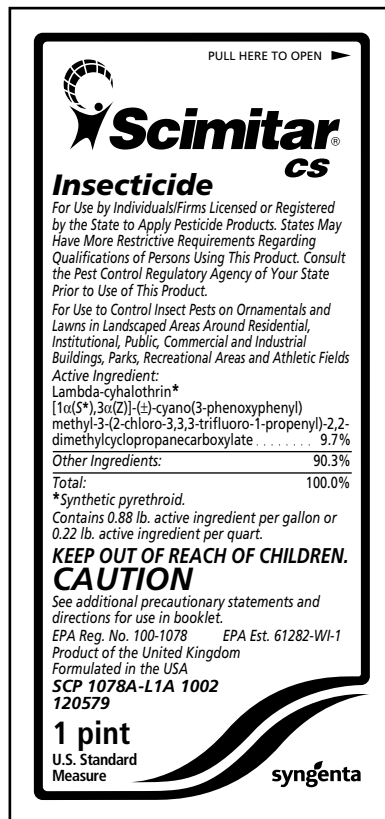 PULL HERE TO OPEN
Scimitar®
CS
Insecticide
For Use by Individuals/Firms Licensed or Registered
by the State to Apply Pesticide Products. States May
Have More Restrictive Requirements Regarding
Qualifications of Persons Using This Product. Consult
the Pest Control Regulatory Agency of Your State
Prior to Use of This Product.
For Use to Control Insect Pests on Ornamentals and
Lawns in Landscaped Areas Around Residential,
Institutional, Public, Commercial and Industrial
Buildings, Parks, Recreational Areas and Athletic Fields
Active Ingredient:
Lambda-cyhalothrin*
[1α(S*),3α(Z)]-(±)-cyano(3-phenoxyphenyl)
methyl-3-(2-chloro-3,3,3-trifluoro-1-propenyl)-2,2-
dimethylcyclopropanecarboxylate . . . . . . . . 9.7%
Other Ingredients: 90.3%
Total: 100.0%
*Synthetic pyrethroid.
Contains 0.88 lb. active ingredient per gallon or
0.22 lb. active ingredient per quart.
KEEP OUT OF REACH OF CHILDREN.
CAUTION
See additional precautionary statements and
directions for use in booklet.
EPA Reg. No. 100-1078 EPA Est. 61282-WI-1
Product of the United Kingdom
Formulated in the USA
SCP 1078A-L1A 1002
120579
1 pint
U.S. Standard
Measure
syngenta